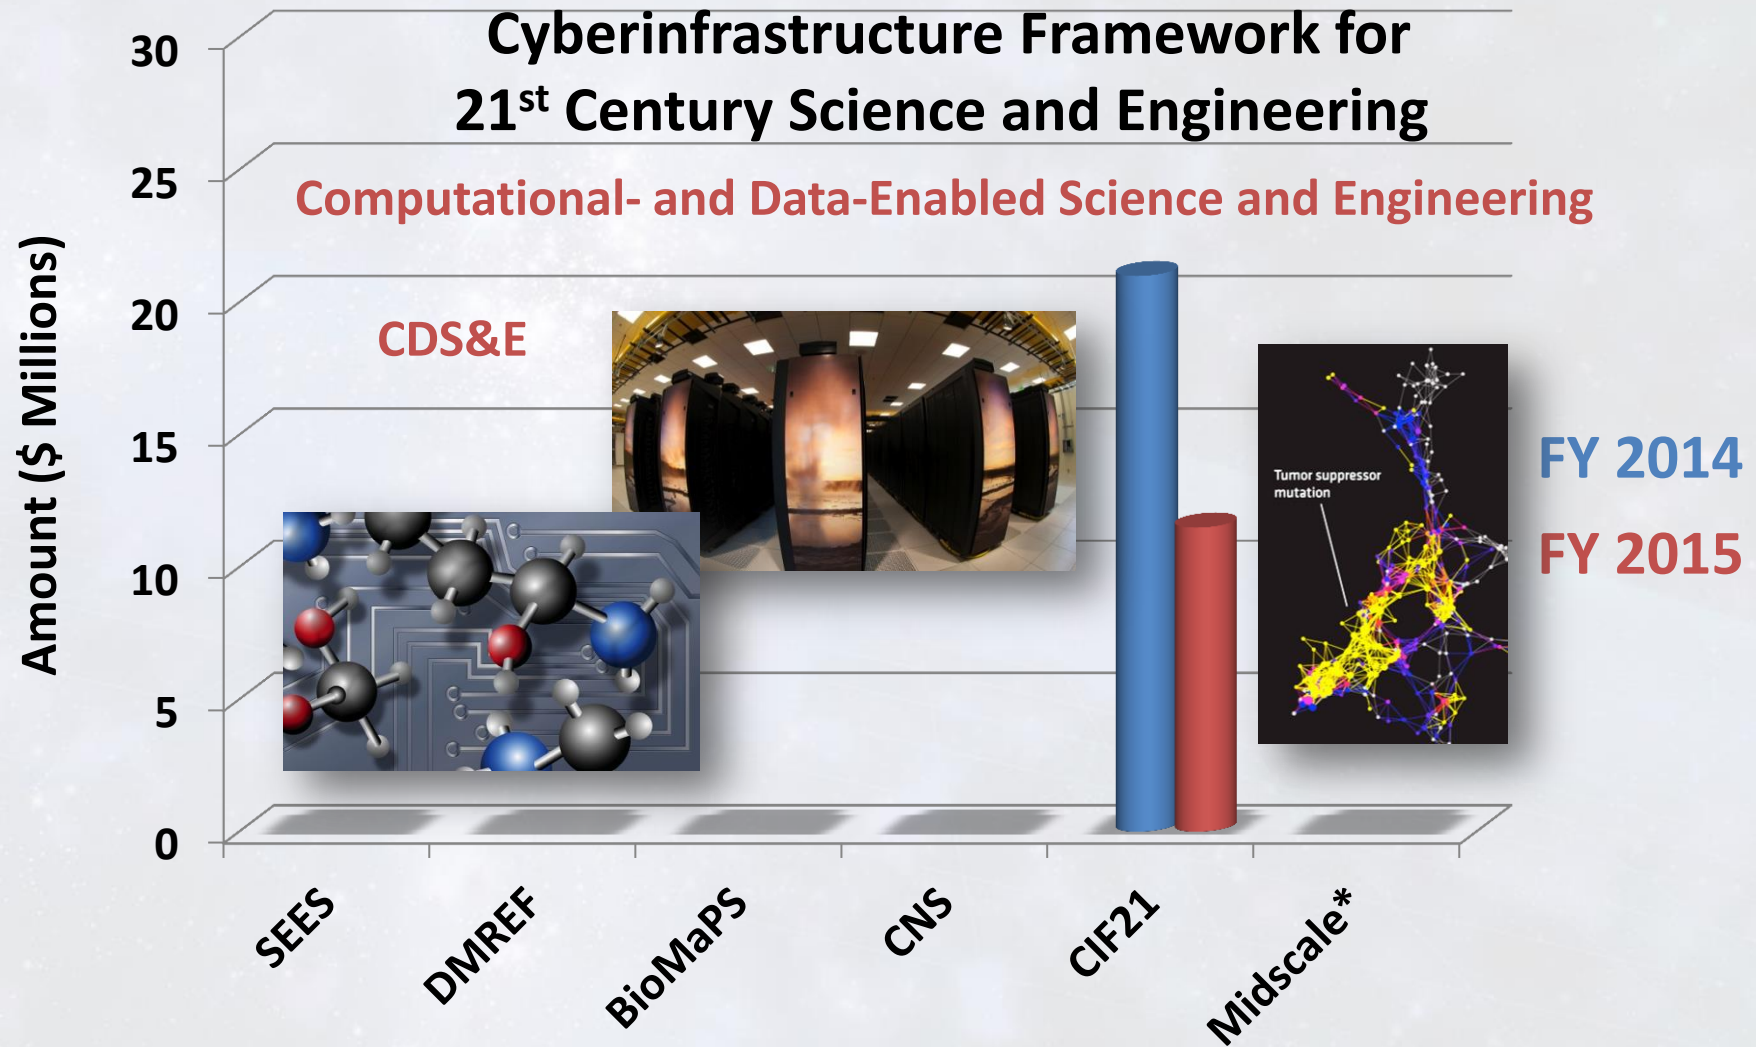 Cyberinfrastructure Framework for
21st Century Science and Engineering
Computational- and Data-Enabled Science and Engineering
CDS&E
Amount ($ Millions)
30
25
20
15
10
5
0
Tumor suppressor
mutation
FY 2014
FY 2015
SEES
DMREF
BioMaPS
CNS
CIF21
Midscale*